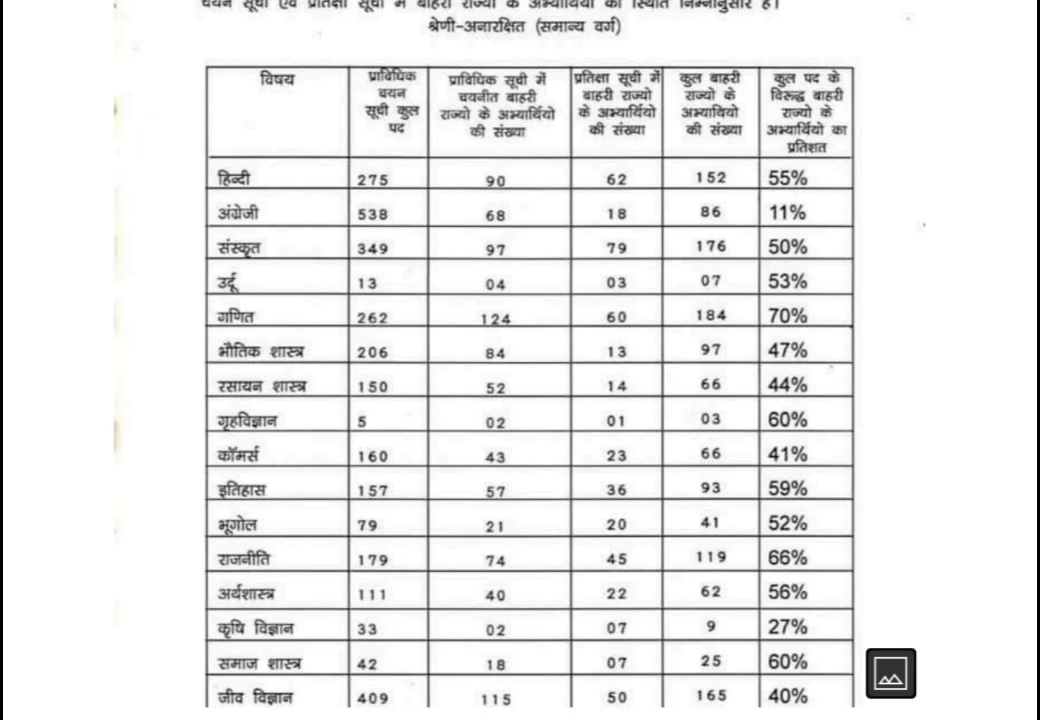 चयन सूची एवं प्रतिक्षा सूची में बाहरी राज्यो के अभ्यार्थियो की स्थिति निम्नानुसार है।
श्रेणी-अनारक्षित (समान्य वर्ग)
विषय | प्राविधिक चयन सूची कुल पद | प्राविधिक सूची में चयनीत बाहरी राज्यो के अभ्यार्थियो की संख्या | प्रतिक्षा सूची में बाहरी राज्यो के अभ्यार्थियो की संख्या | कुल बाहरी राज्यो के अभ्यायियो की संख्या | कुल पद के विरूद्ध बाहरी राज्यो के अभ्यार्थियो का प्रतिशत
हिन्दी 275 90 62 152 55%
अंग्रेजी 538 68 18 86 11%
संस्कृत 349 97 79 176 50%
उर्दू 13 04 03 07 53%
गणित 262 124 60 184 70%
भौतिक शास्त्र 206 84 13 97 47%
रसायन शास्त्र 150 52 14 66 44%
गृहविज्ञान 5 02 01 03 60%
कॉमर्स 160 43 23 66 41%
इतिहास 157 57 36 93 59%
भूगोल 79 21 20 41 52%
राजनीति 179 74 45 119 66%
अर्थशास्त्र 111 40 22 62 56%
कृषि विज्ञान 33 02 07 9 27%
समाज शास्त्र 42 18 07 25 60%
जीव विज्ञान 409 115 50 165 40%